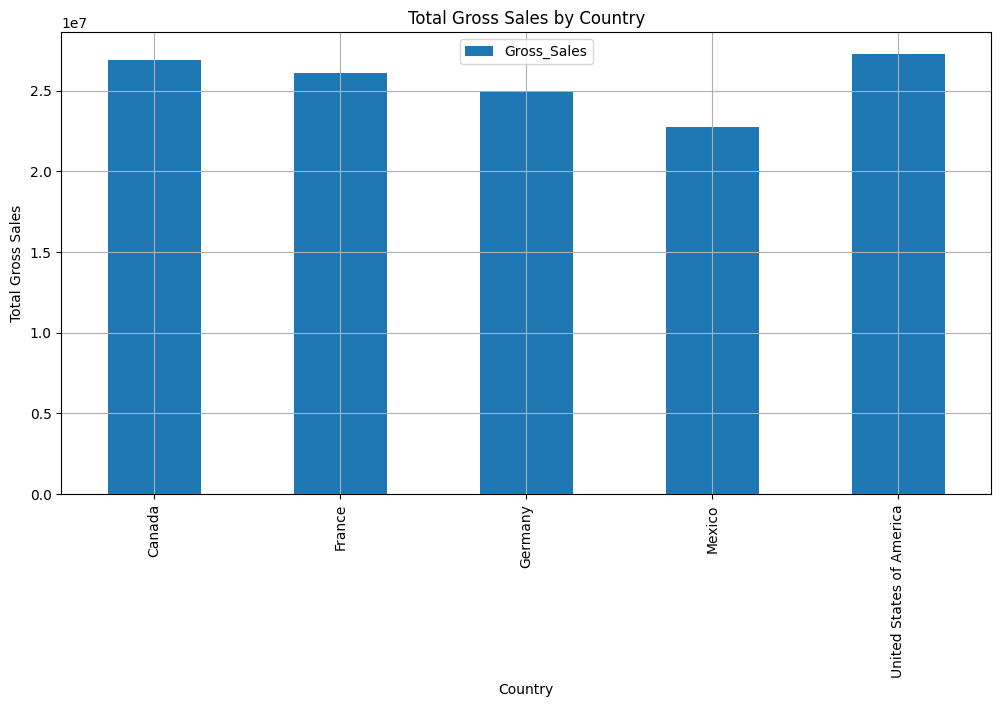 Total Gross Sales by Country
1e7
Gross_Sales
2.5
2.0
1.5
1.0
0.5
0.0
Total Gross Sales
Canada
France
Germany
Mexico
United States of America
Country